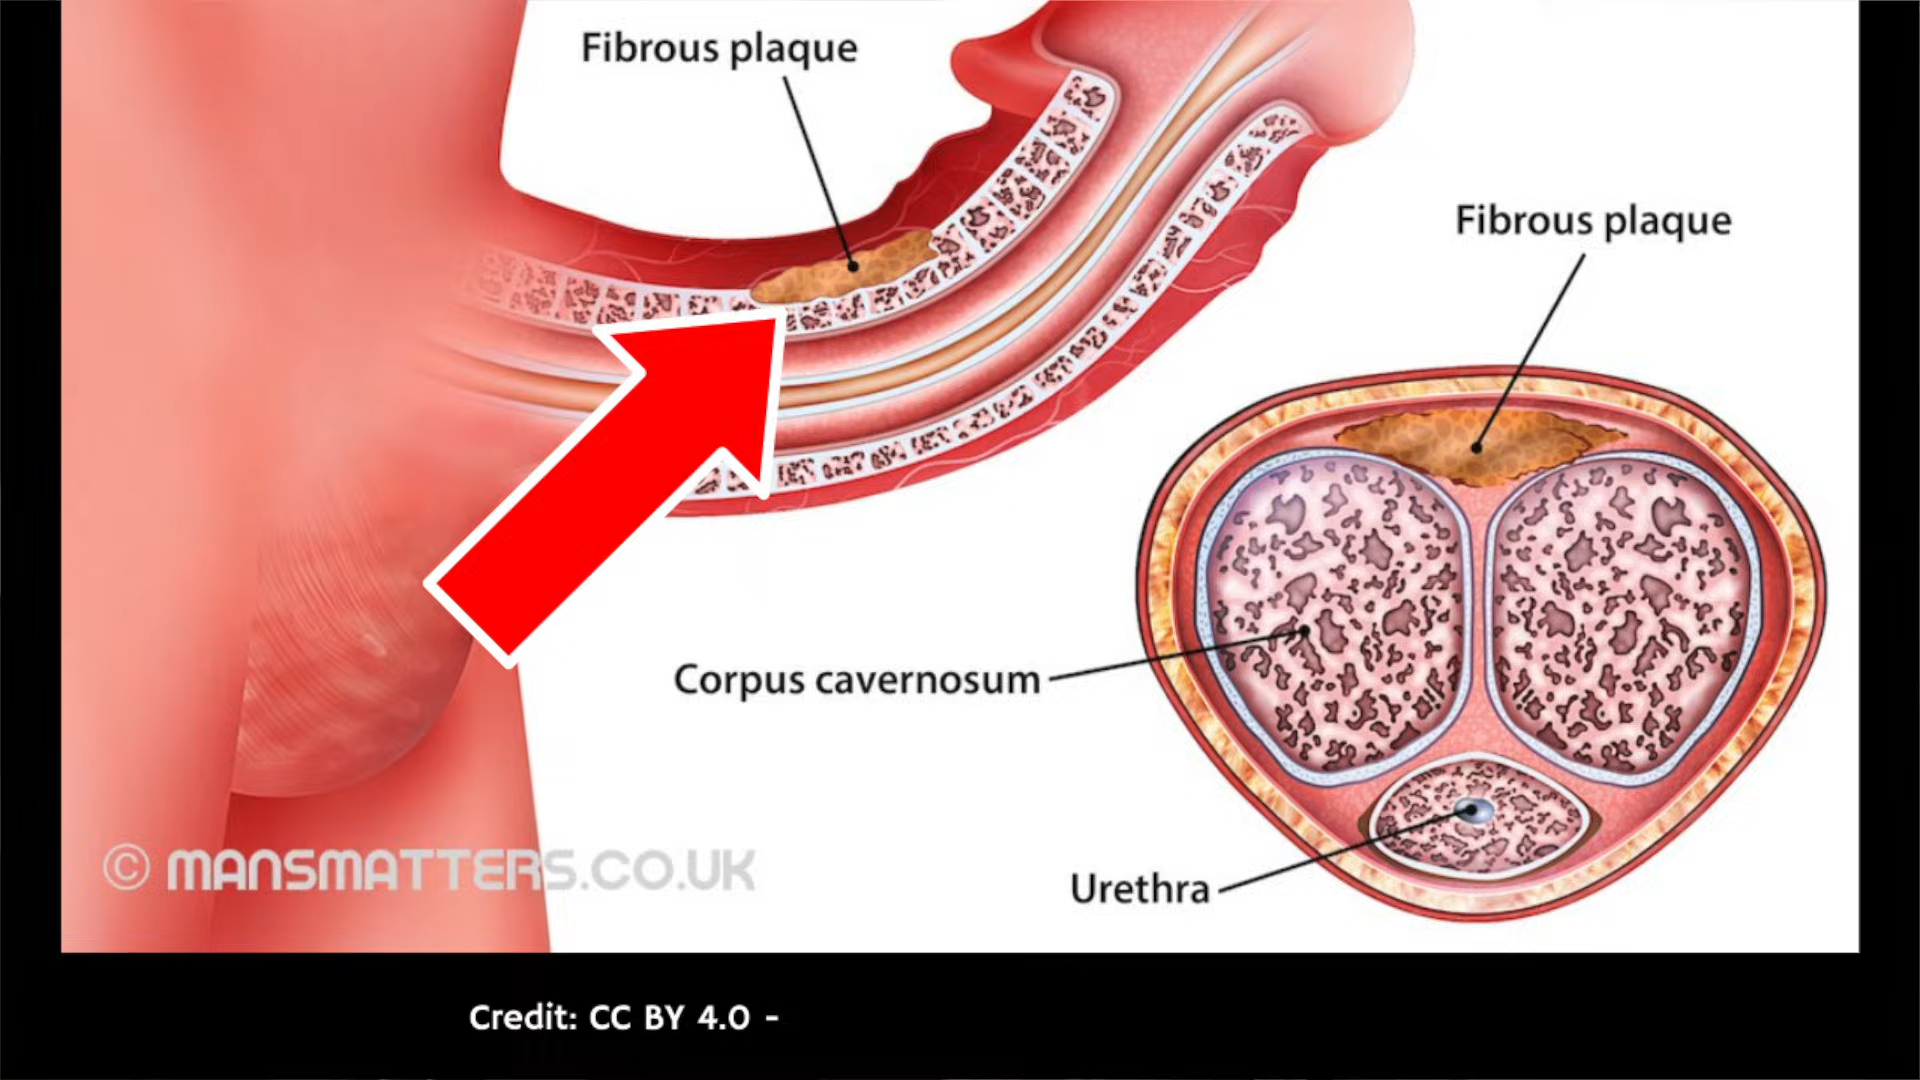 Fibrous plaque
Fibrous plaque
Corpus cavernosum
Urethra
© MANSMATTERS.CO.UK
Credit: CC BY 4.0 -